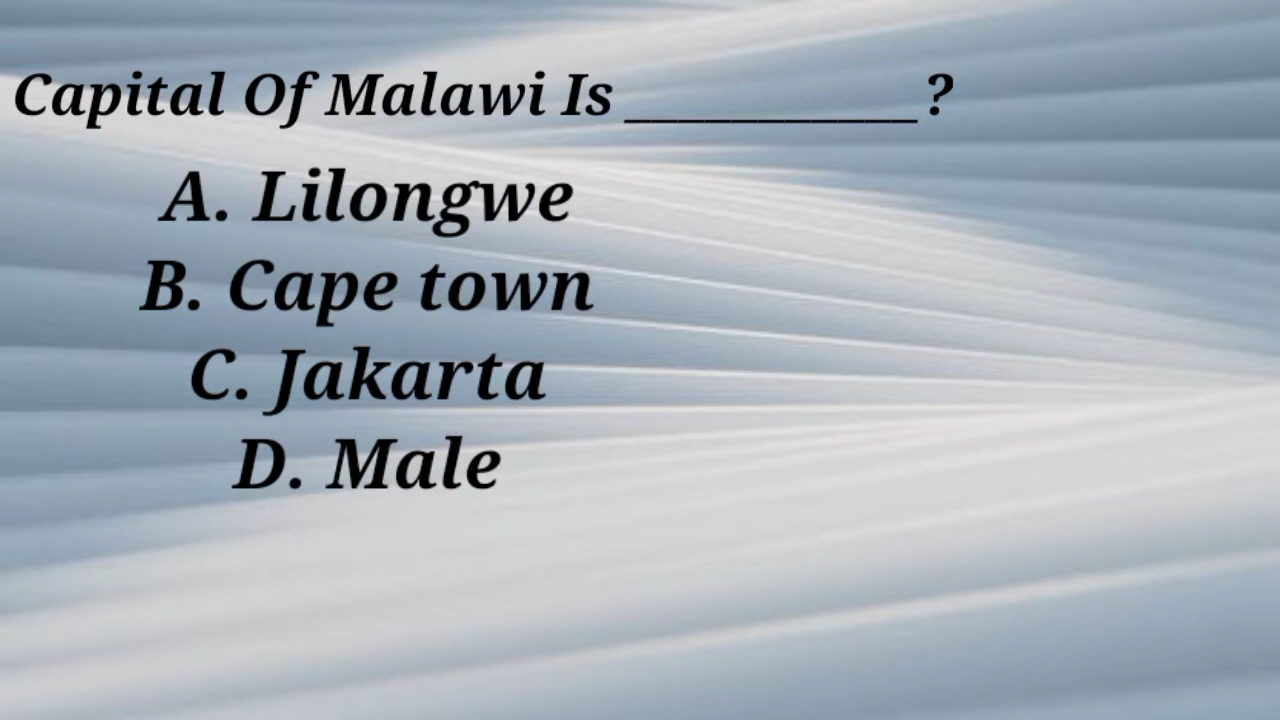 Capital Of Malawi Is ___________?
A. Lilongwe
B. Cape town
C. Jakarta
D. Male